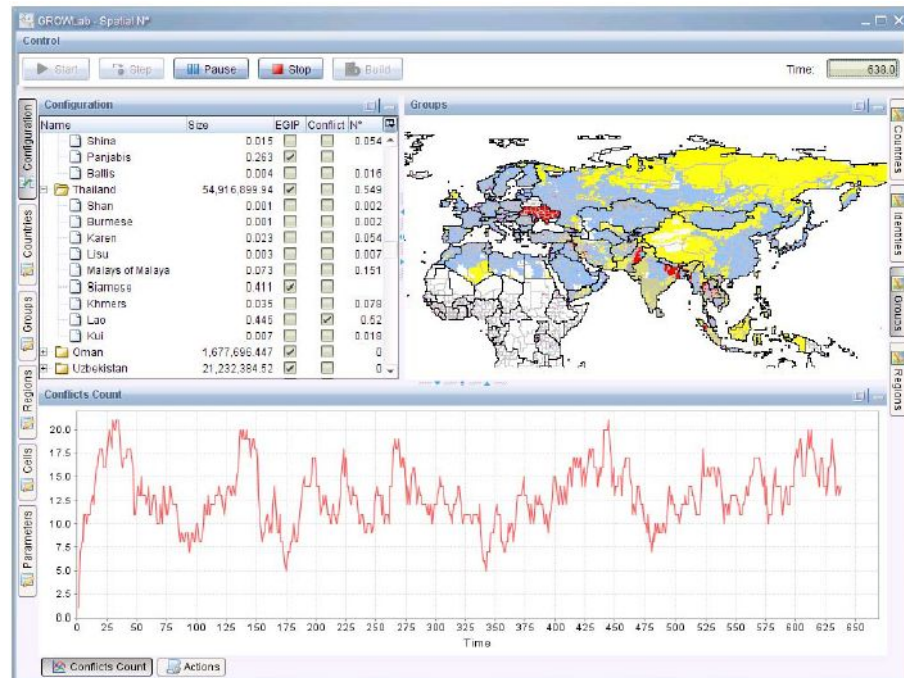 GROWLab - Spatial N*
Control
Start Step Pause Stop Build Time: 638.0
Configuration
Name Size EGIP Conflict N*
Shina 0.015 0.054
Panjabis 0.263
Baltis 0.004 0.016
Thailand 54,916,899.94 0.549
Shan 0.001 0.002
Burmese 0.001 0.002
Karen 0.023 0.054
Lisu 0.003 0.007
Malays of Malaya 0.073 0.151
Siamese 0.411
Khmers 0.035 0.078
Lao 0.445 0.52
Kui 0.007 0.018
Oman 1,677,696.447 0
Uzbekistan 21,232,384.52 0
Groups
Configuration
Countries
Groups
Regions
Cells
Parameters
Countries
Identities
Groups
Regions
Conflicts Count
20.0
17.5
15.0
12.5
10.0
7.5
5.0
2.5
0.0
0 25 50 75 100 125 150 175 200 225 250 275 300 325 350 375 400 425 450 475 500 525 550 575 600 625 650
Time
Conflicts Count Actions